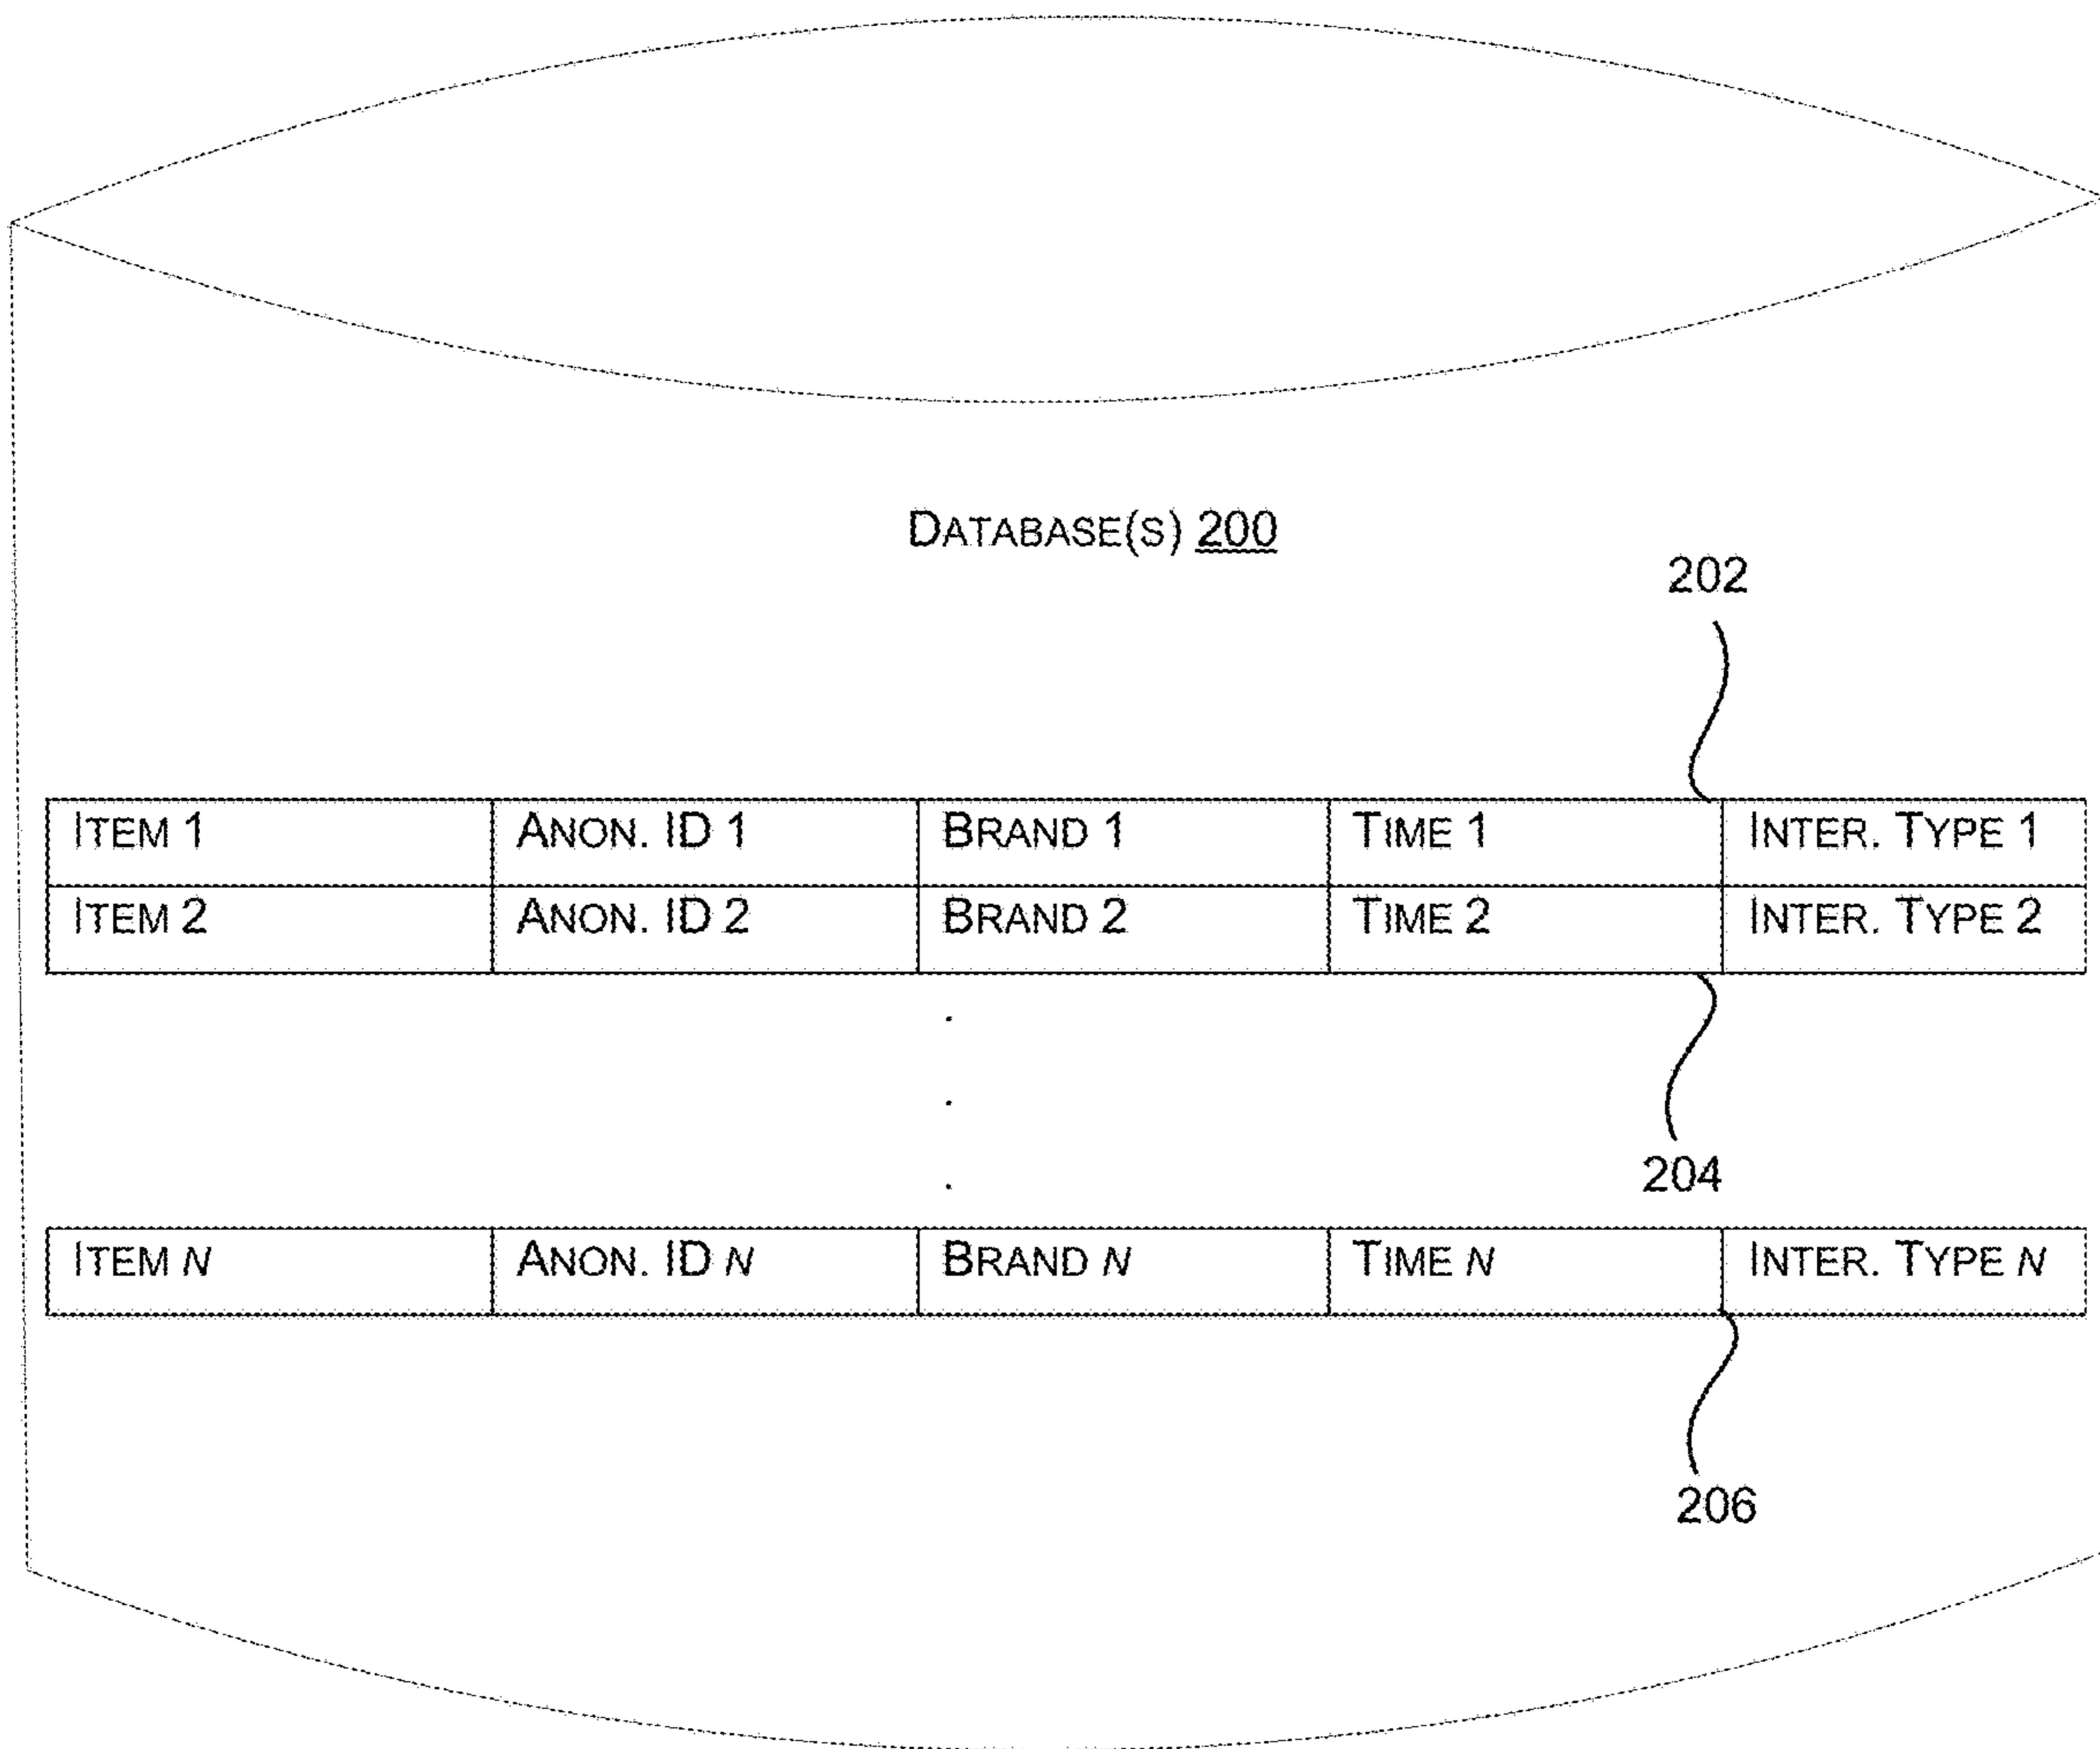 DATABASE(S) 200
202
ITEM 1 ANON. ID 1 BRAND 1 TIME 1 INTER. TYPE 1
ITEM 2 ANON. ID 2 BRAND 2 TIME 2 INTER. TYPE 2
204
ITEM N ANON. ID N BRAND N TIME N INTER. TYPE N
206